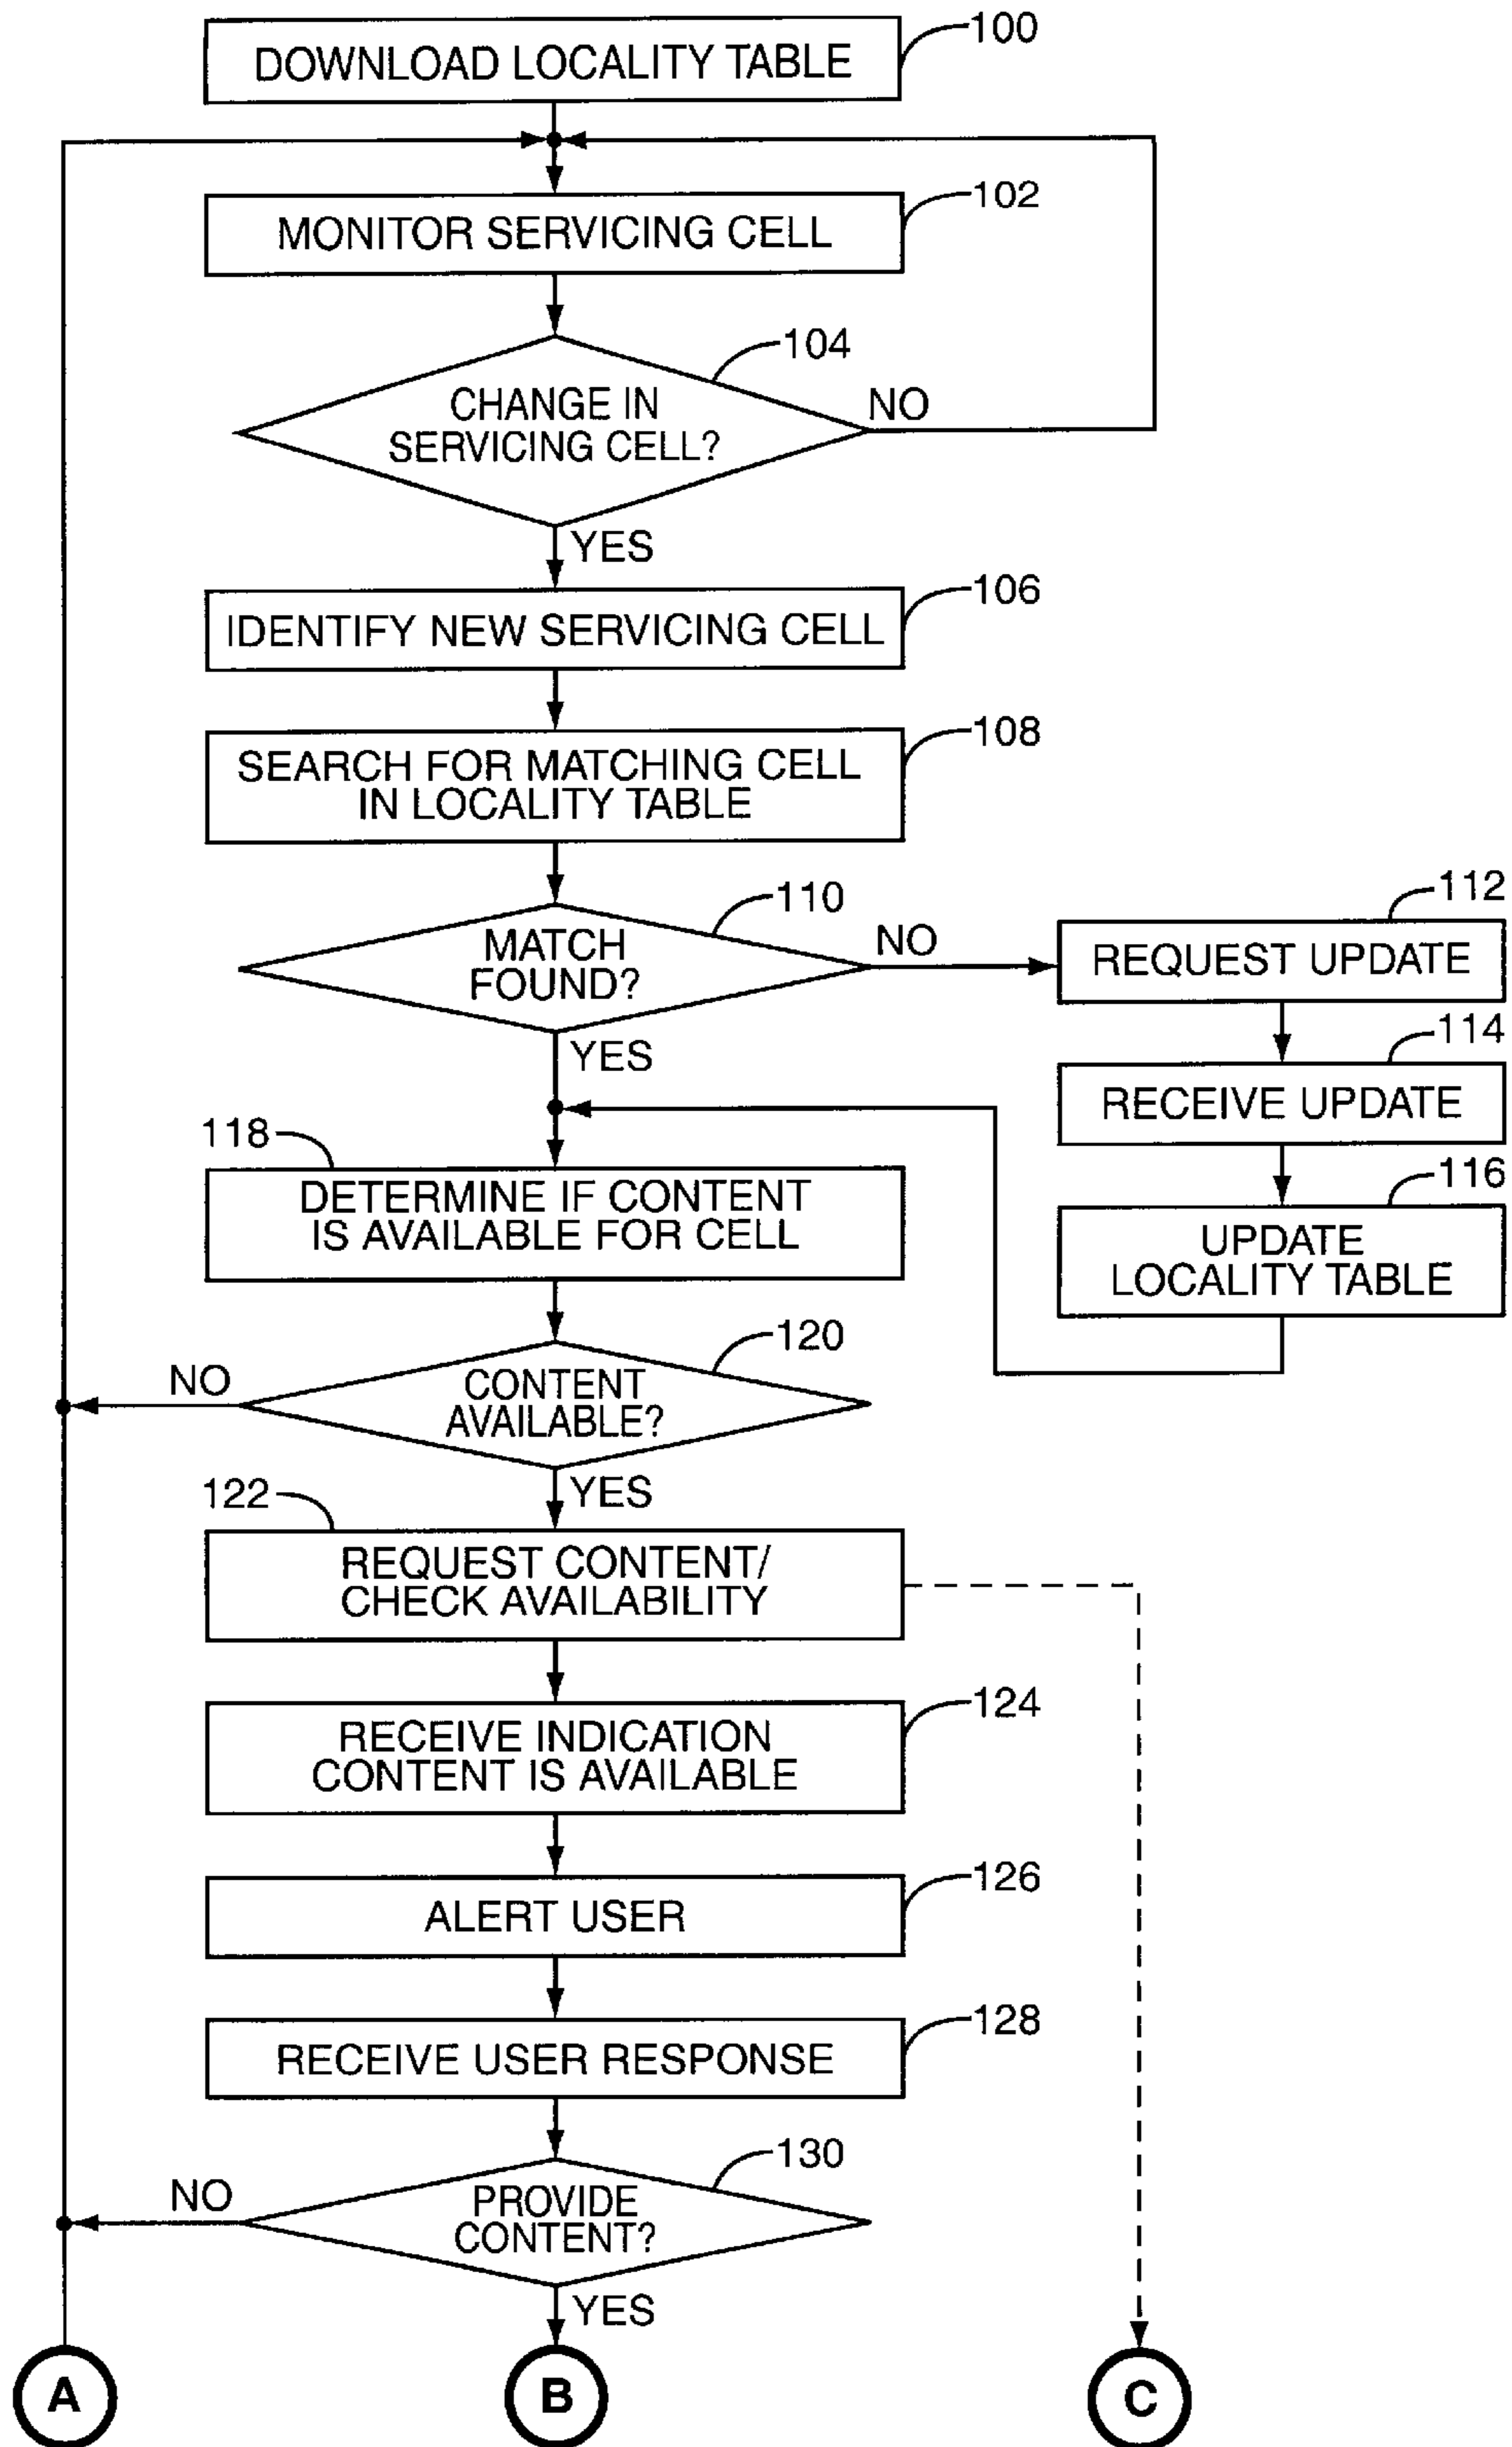 100
DOWNLOAD LOCALITY TABLE
102
MONITOR SERVICING CELL
104
CHANGE IN
SERVICING CELL?
NO
YES
106
IDENTIFY NEW SERVICING CELL
108
SEARCH FOR MATCHING CELL
IN LOCALITY TABLE
110
MATCH
FOUND?
NO
112
REQUEST UPDATE
YES
114
RECEIVE UPDATE
116
UPDATE
LOCALITY TABLE
118
DETERMINE IF CONTENT
IS AVAILABLE FOR CELL
120
CONTENT
AVAILABLE?
NO
YES
122
REQUEST CONTENT/
CHECK AVAILABILITY
124
RECEIVE INDICATION
CONTENT IS AVAILABLE
126
ALERT USER
128
RECEIVE USER RESPONSE
130
PROVIDE
CONTENT?
NO
YES
A
B
C